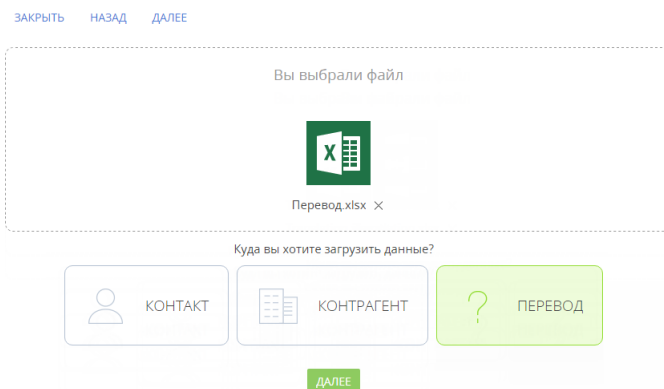 ЗАКРЫТЬ НАЗАД ДАЛЕЕ
Вы выбрали файл
X
Перевод.xlsx ×
Куда вы хотите загрузить данные?
КОНТАКТ КОНТРАГЕНТ ? ПЕРЕВОД
ДАЛЕЕ